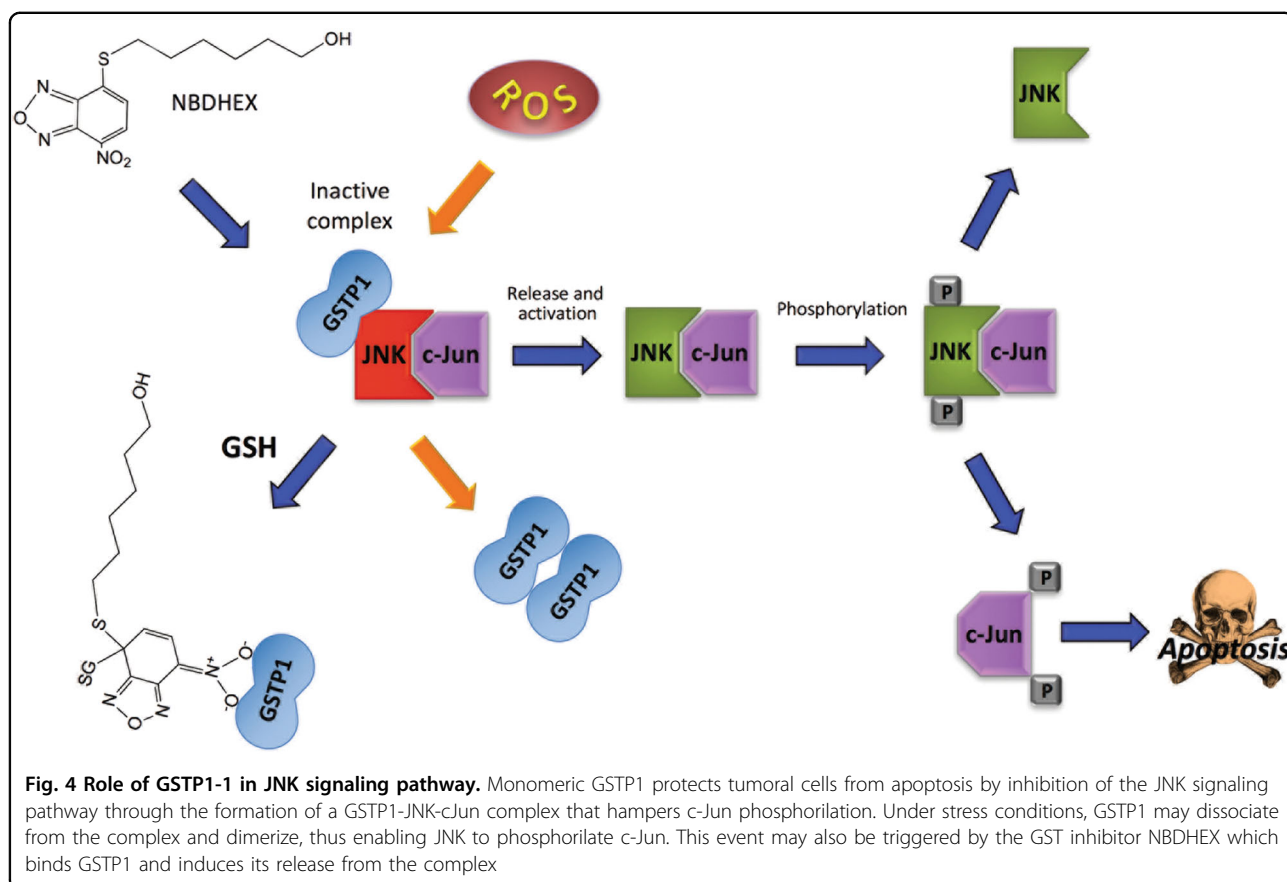 OH
S
N
O
N
NBDHEX
NO₂
ROS
JNK
Inactive
complex
GSTP1
JNK
c-Jun
Release and
activation
JNK
c-Jun
Phosphorylation
P
JNK
c-Jun
P
OH
GSH
GSTP1
GSTP1
S
SG
N
O
N
N⁺
O⁻
O⁻
GSTP1
P
c-Jun
P
Apoptosis
Fig. 4 Role of GSTP1-1 in JNK signaling pathway. Monomeric GSTP1 protects tumoral cells from apoptosis by inhibition of the JNK signaling
pathway through the formation of a GSTP1-JNK-cJun complex that hampers c-Jun phosphorilation. Under stress conditions, GSTP1 may dissociate
from the complex and dimerize, thus enabling JNK to phosphorilate c-Jun. This event may also be triggered by the GST inhibitor NBDHEX which
binds GSTP1 and induces its release from the complex